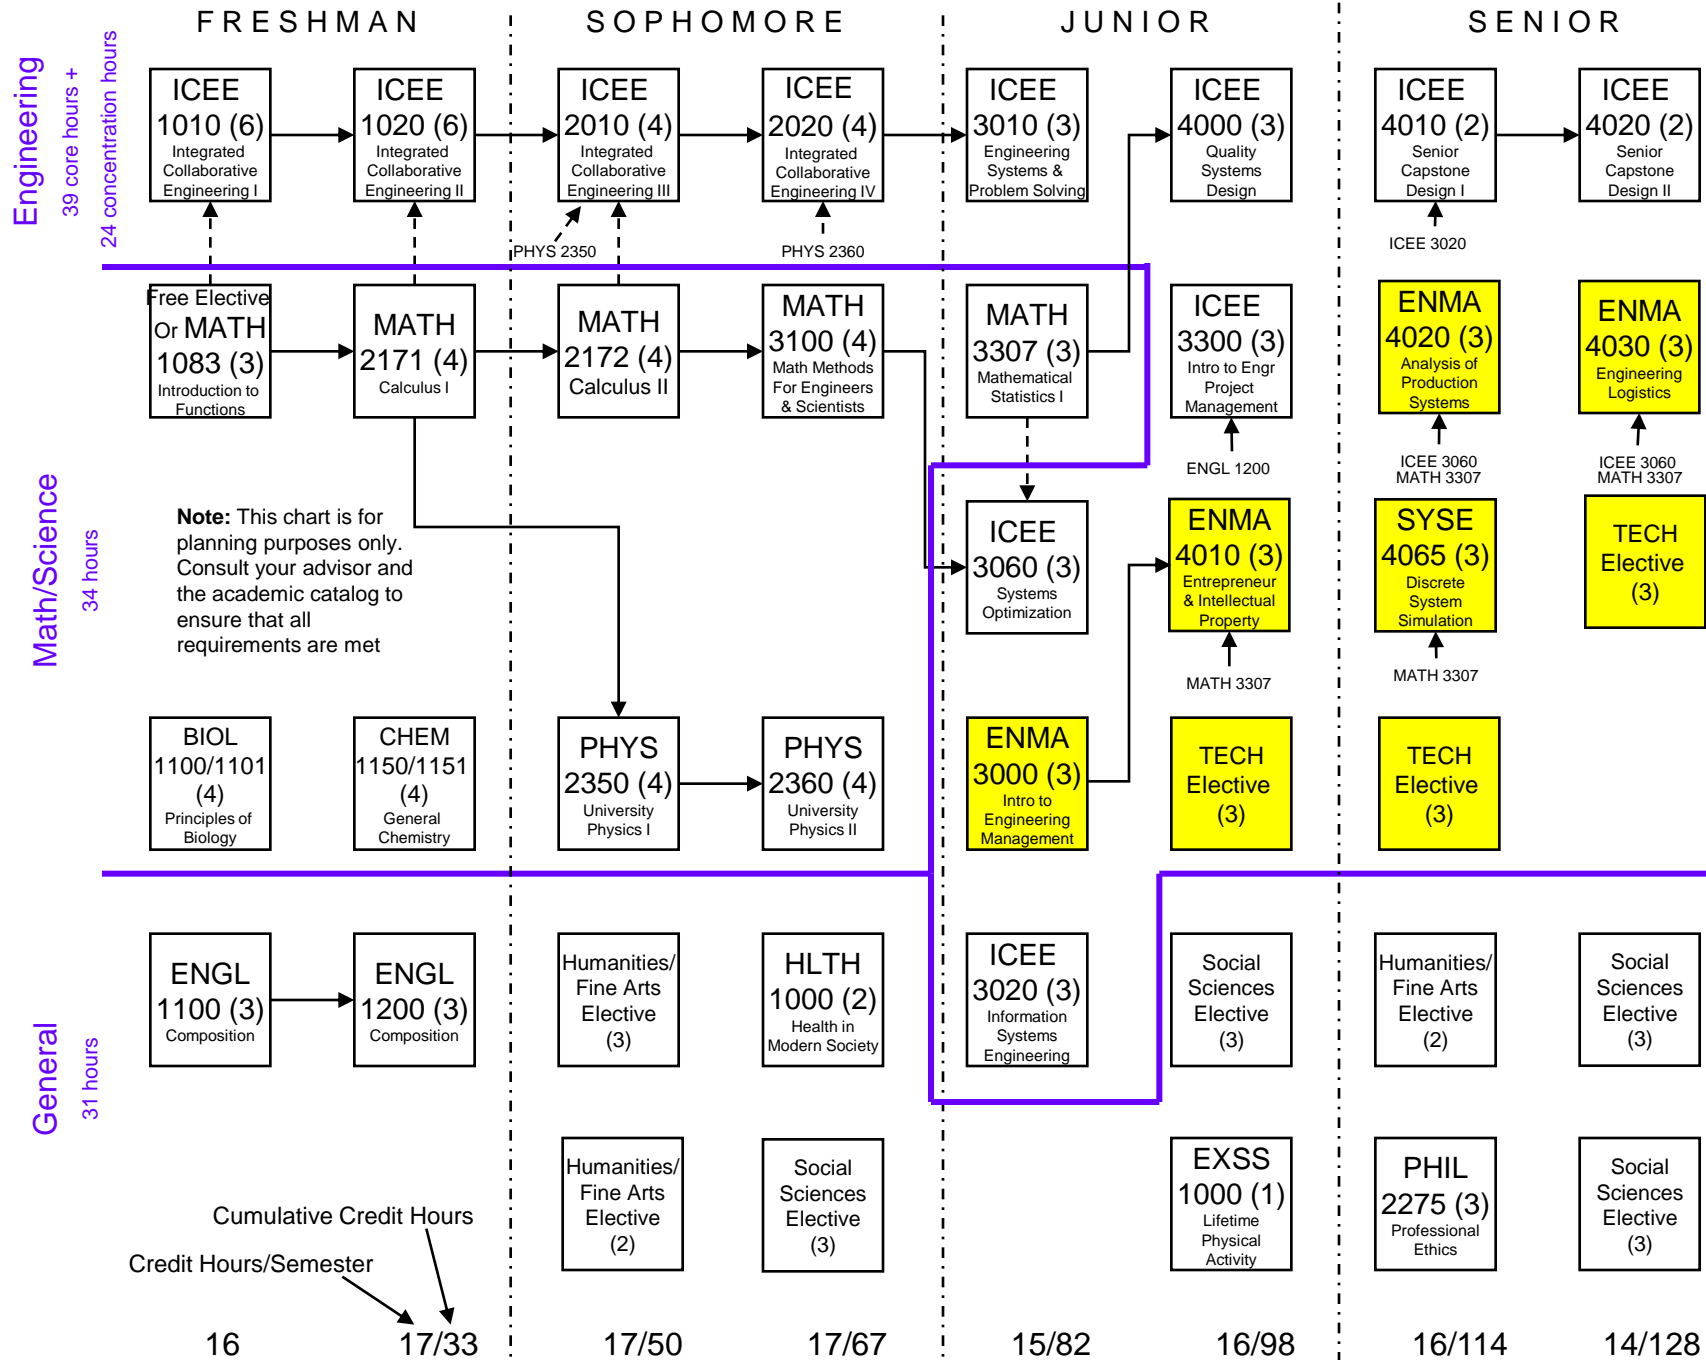 FRESHMAN
SOPHOMORE
JUNIOR
SENIOR
Engineering
39 core hours +
24 concentration hours
ICEE
1010 (6)
Integrated
Collaborative
Engineering I
ICEE
1020 (6)
Integrated
Collaborative
Engineering II
ICEE
2010 (4)
Integrated
Collaborative
Engineering III
ICEE
2020 (4)
Integrated
Collaborative
Engineering IV
ICEE
3010 (3)
Engineering
Systems &
Problem Solving
ICEE
4000 (3)
Quality
Systems
Design
ICEE
4010 (2)
Senior
Capstone
Design I
ICEE
4020 (2)
Senior
Capstone
Design II
PHYS 2350
PHYS 2360
ICEE 3020
Math/Science
34 hours
Free Elective
Or MATH
1083 (3)
Introduction to
Functions
MATH
2171 (4)
Calculus I
MATH
2172 (4)
Calculus II
MATH
3100 (4)
Math Methods
For Engineers
& Scientists
MATH
3307 (3)
Mathematical
Statistics I
ICEE
3300 (3)
Intro to Engr
Project
Management
ENMA
4020 (3)
Analysis of
Production
Systems
ENMA
4030 (3)
Engineering
Logistics
ENGL 1200
ICEE 3060
MATH 3307
ICEE 3060
MATH 3307
Note: This chart is for
planning purposes only.
Consult your advisor and
the academic catalog to
ensure that all
requirements are met
ICEE
3060 (3)
Systems
Optimization
ENMA
4010 (3)
Entrepreneur
& Intellectual
Property
SYSE
4065 (3)
Discrete
System
Simulation
TECH
Elective
(3)
MATH 3307
MATH 3307
BIOL
1100/1101
(4)
Principles of
Biology
CHEM
1150/1151
(4)
General
Chemistry
PHYS
2350 (4)
University
Physics I
PHYS
2360 (4)
University
Physics II
ENMA
3000 (3)
Intro to
Engineering
Management
TECH
Elective
(3)
TECH
Elective
(3)
General
31 hours
ENGL
1100 (3)
Composition
ENGL
1200 (3)
Composition
Humanities/
Fine Arts
Elective
(3)
HLTH
1000 (2)
Health in
Modern Society
ICEE
3020 (3)
Information
Systems
Engineering
Social
Sciences
Elective
(3)
Humanities/
Fine Arts
Elective
(2)
Social
Sciences
Elective
(3)
Humanities/
Fine Arts
Elective
(2)
Social
Sciences
Elective
(3)
EXSS
1000 (1)
Lifetime
Physical
Activity
PHIL
2275 (3)
Professional
Ethics
Social
Sciences
Elective
(3)
Cumulative Credit Hours
Credit Hours/Semester
16
17/33
17/50
17/67
15/82
16/98
16/114
14/128